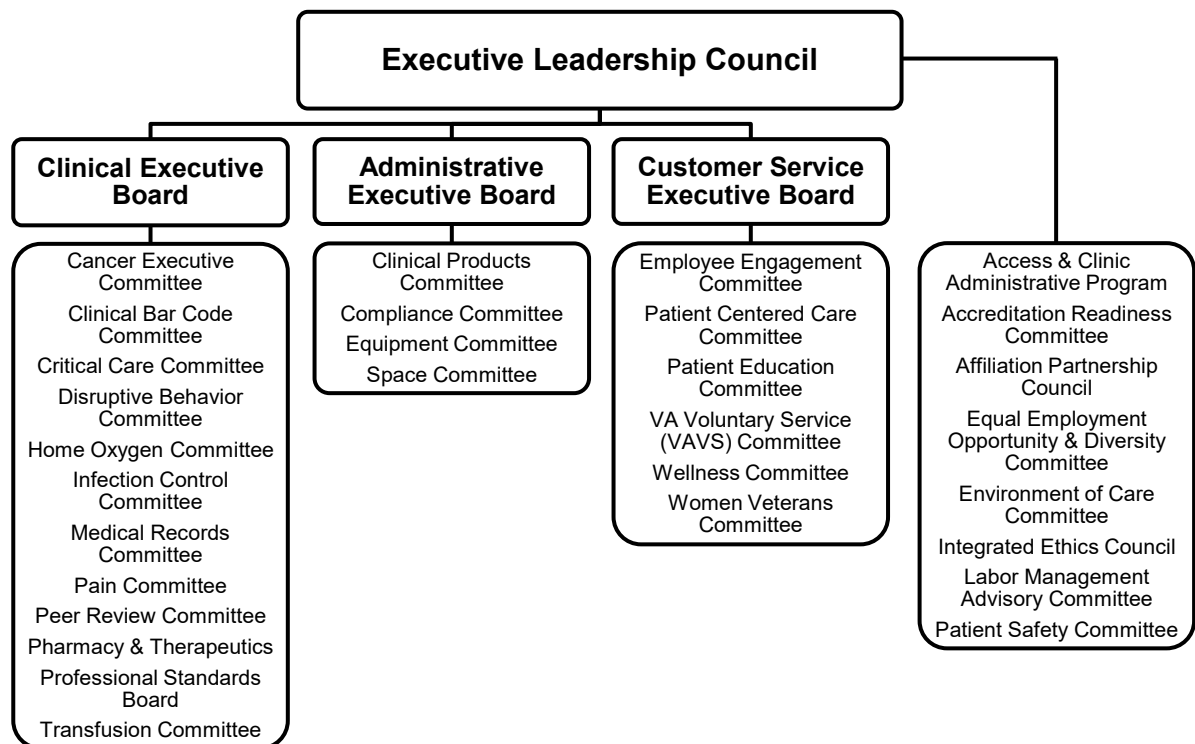 Executive Leadership Council
Clinical Executive
Board
Administrative
Executive Board
Customer Service
Executive Board
Cancer Executive
Committee
Clinical Bar Code
Committee
Critical Care Committee
Disruptive Behavior
Committee
Home Oxygen Committee
Infection Control
Committee
Medical Records
Committee
Pain Committee
Peer Review Committee
Pharmacy & Therapeutics
Professional Standards
Board
Transfusion Committee
Clinical Products
Committee
Compliance Committee
Equipment Committee
Space Committee
Employee Engagement
Committee
Patient Centered Care
Committee
Patient Education
Committee
VA Voluntary Service
(VAVS) Committee
Wellness Committee
Women Veterans
Committee
Access & Clinic
Administrative Program
Accreditation Readiness
Committee
Affiliation Partnership
Council
Equal Employment
Opportunity & Diversity
Committee
Environment of Care
Committee
Integrated Ethics Council
Labor Management
Advisory Committee
Patient Safety Committee